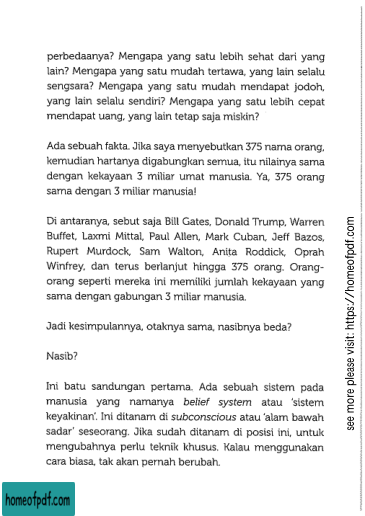 perbedaanya? Mengapa yang satu lebih sehat dari yang
lain? Mengapa yang satu mudah tertawa, yang lain selalu
sengsara? Mengapa yang satu mudah mendapat jodoh,
yang lain selalu sendiri? Mengapa yang satu lebih cepat
mendapat uang, yang lain tetap saja miskin?
Ada sebuah fakta. Jika saya menyebutkan 375 nama orang,
kemudian hartanya digabungkan semua, itu nilainya sama
dengan kekayaan 3 miliar umat manusia. Ya, 375 orang
sama dengan 3 miliar manusia!
Di antaranya, sebut saja Bill Gates, Donald Trump, Warren
Buffet, Laxmi Mittal, Paul Allen, Mark Cuban, Jeff Bazos,
Rupert Murdock, Sam Walton, Anita Roddick, Oprah
Winfrey, dan terus berlanjut hingga 375 orang. Orang-
orang seperti mereka ini memiliki jumlah kekayaan yang
sama dengan gabungan 3 miliar manusia.
Jadi kesimpulannya, otaknya sama, nasibnya beda?
Nasib?
Ini batu sandungan pertama. Ada sebuah sistem pada
manusia yang namanya belief system atau 'sistem
keyakinan'. Ini ditanam di subconscious atau 'alam bawah
sadar' seseorang. Jika sudah ditanam di posisi ini, untuk
mengubahnya perlu teknik khusus. Kalau menggunakan
cara biasa, tak akan pernah berubah.
see more please visit: https://homeofpdf.com
homeofpdf.com